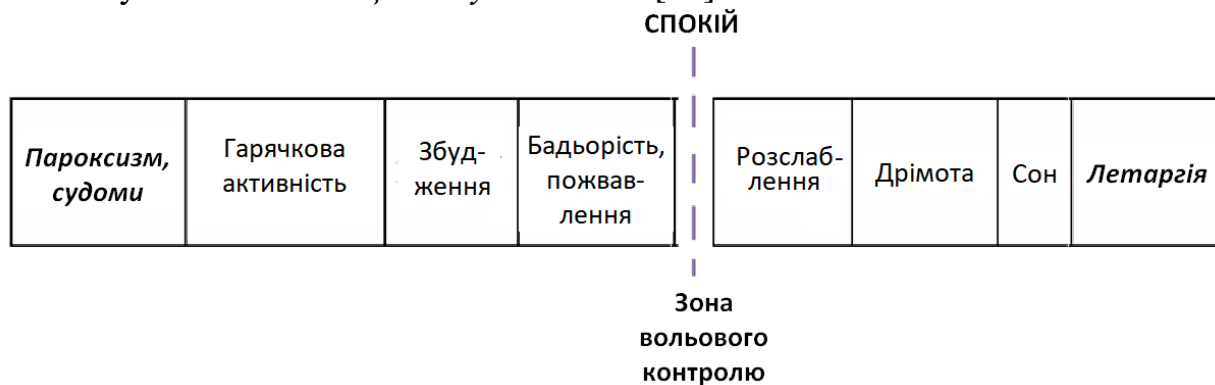 СПОКІЙ
Пароксизм,
судоми
Гарячкова
активність
Збуд-
ження
Бадьорість,
пожвав-
лення
Розслаб-
лення
Дрімота
Сон
Летаргія
Зона
вольового
контролю